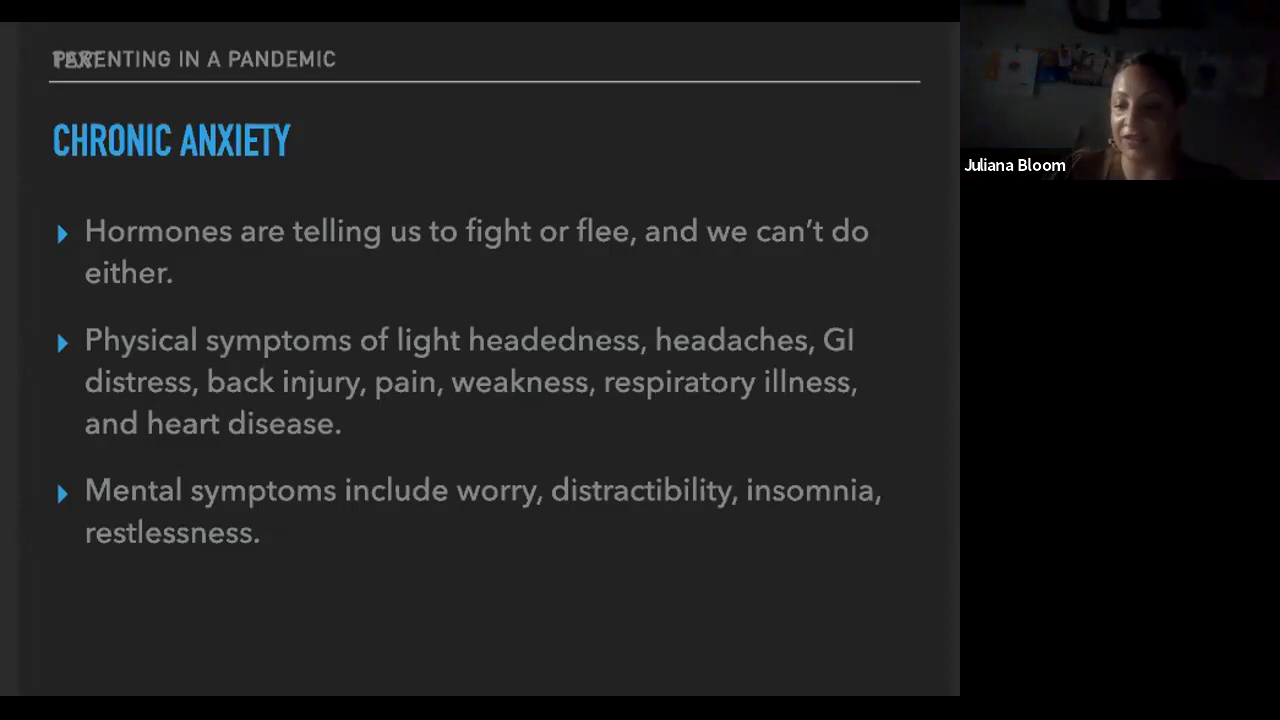 PARENTING IN A PANDEMIC
CHRONIC ANXIETY
Hormones are telling us to fight or flee, and we can’t do
either.
Physical symptoms of light headedness, headaches, GI
distress, back injury, pain, weakness, respiratory illness,
and heart disease.
Mental symptoms include worry, distractibility, insomnia,
restlessness.
Juliana Bloom